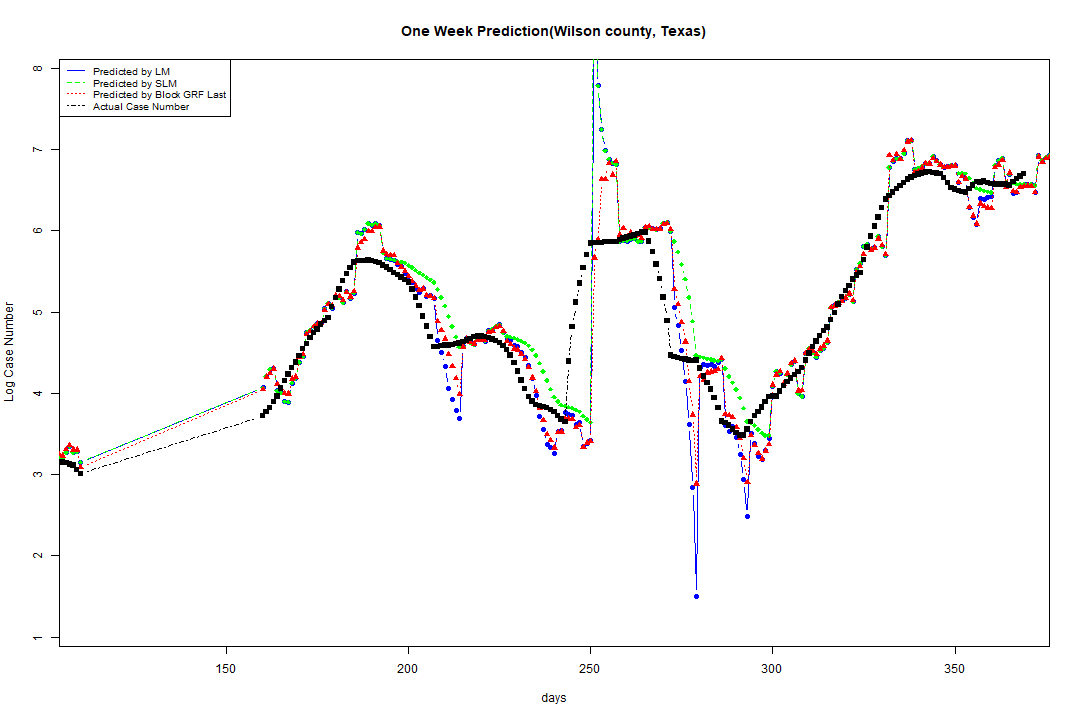 One Week Prediction(Wilson county, Texas)
Predicted by LM
Predicted by SLM
Predicted by Block GRF Last
Actual Case Number
Log Case Number
8
7
6
5
4
3
2
1
150 200 250 300 350
days